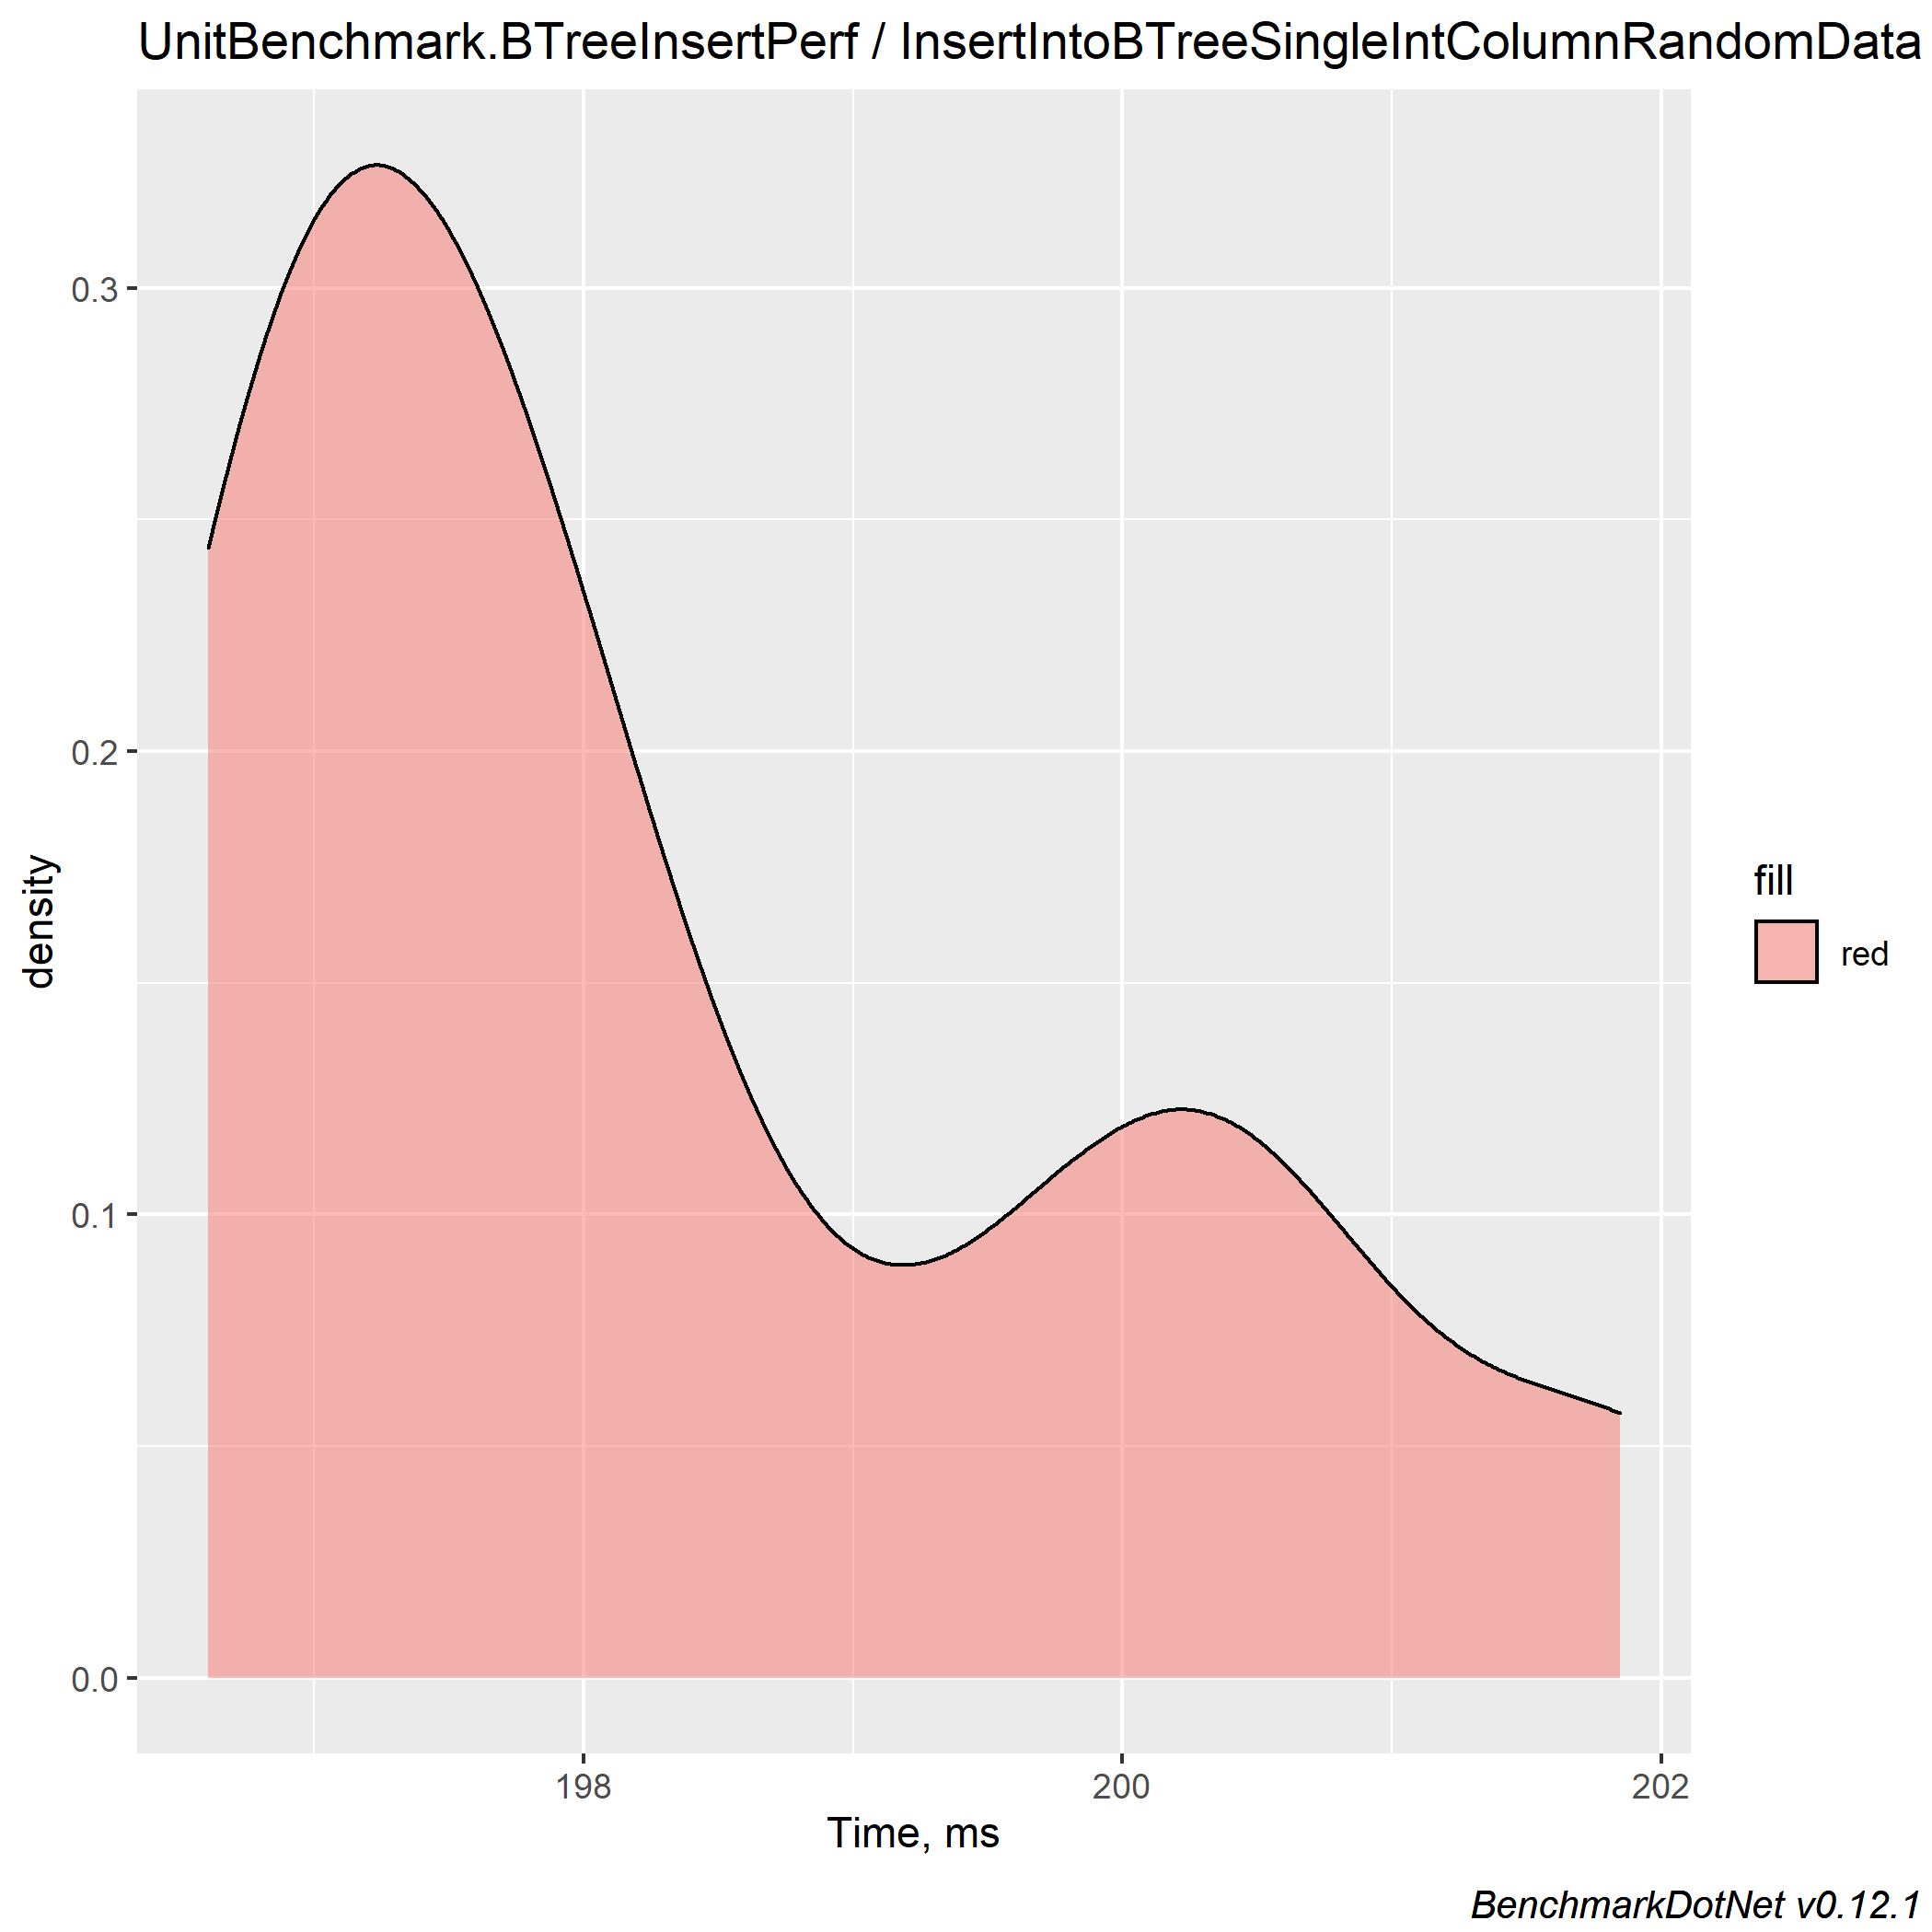 UnitBenchmark.BTreeInsertPerf / InsertIntoBTreeSingleIntColumnRandomData
0.3
0.2
0.1
0.0
density
198 200 202
Time, ms
fill
red
BenchmarkDotNet v0.12.1